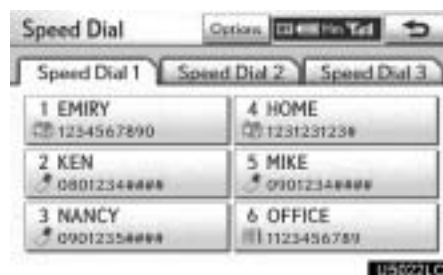 Speed Dial
Options
Speed Dial 1
Speed Dial 2
Speed Dial 3
1 EMIRY
1234567890
4 HOME
123123123#
2 KEN
0801234####
5 MIKE
0901234####
3 NANCY
0901235####
6 OFFICE
1123456789